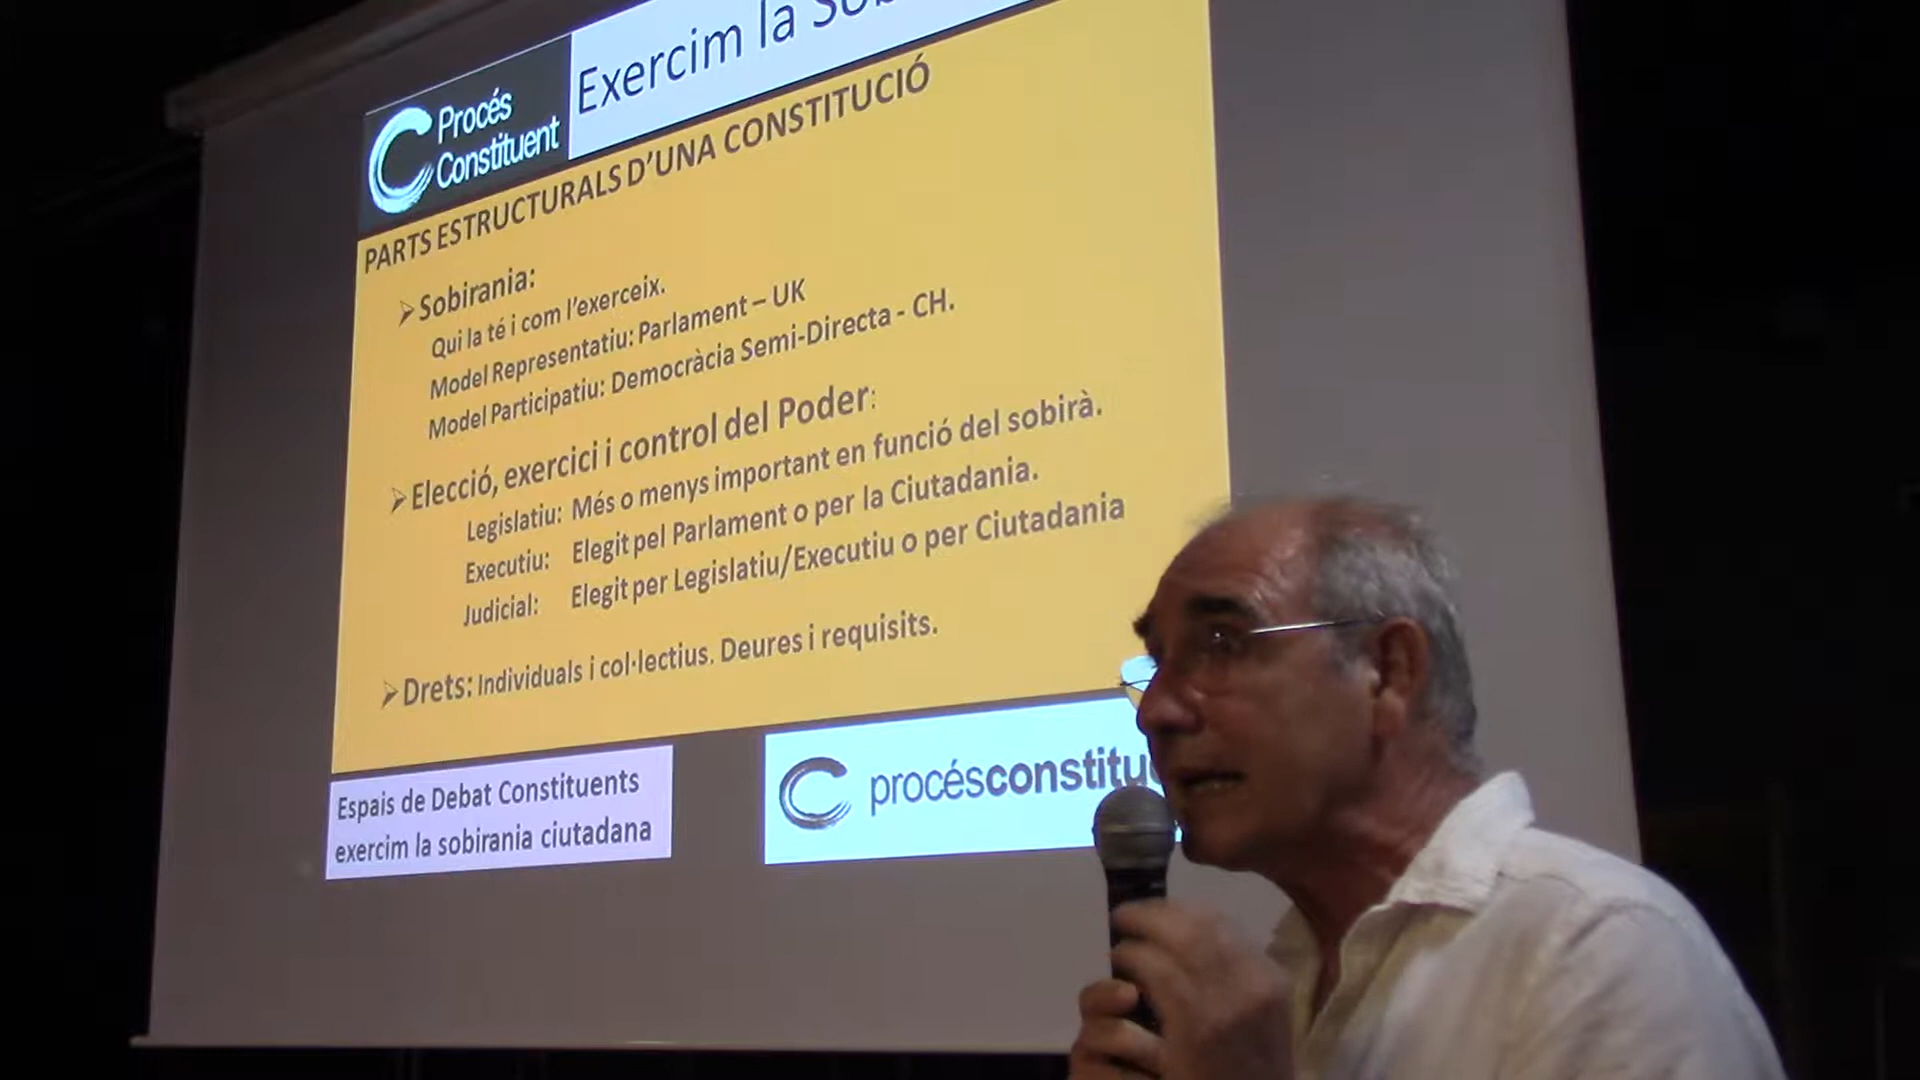 Procés
Constituent
Exercim la
PARTS ESTRUCTURALS D'UNA CONSTITUCIÓ
➢ Sobirania:
Qui la té i com l'exerceix.
Model Representatiu: Parlament – UK
Model Participatiu: Democràcia Semi-Directa - CH.
➢ Elecció, exercici i control del Poder:
Legislatiu: Més o menys important en funció del sobirà.
Executiu: Elegit pel Parlament o per la Ciutadania.
Judicial: Elegit per Legislatiu/Executiu o per Ciutadania
➢ Drets: Individuals i col·lectius. Deures i requisits.
Espais de Debat Constituents
exercim la sobirania ciutadana
procésconstitu